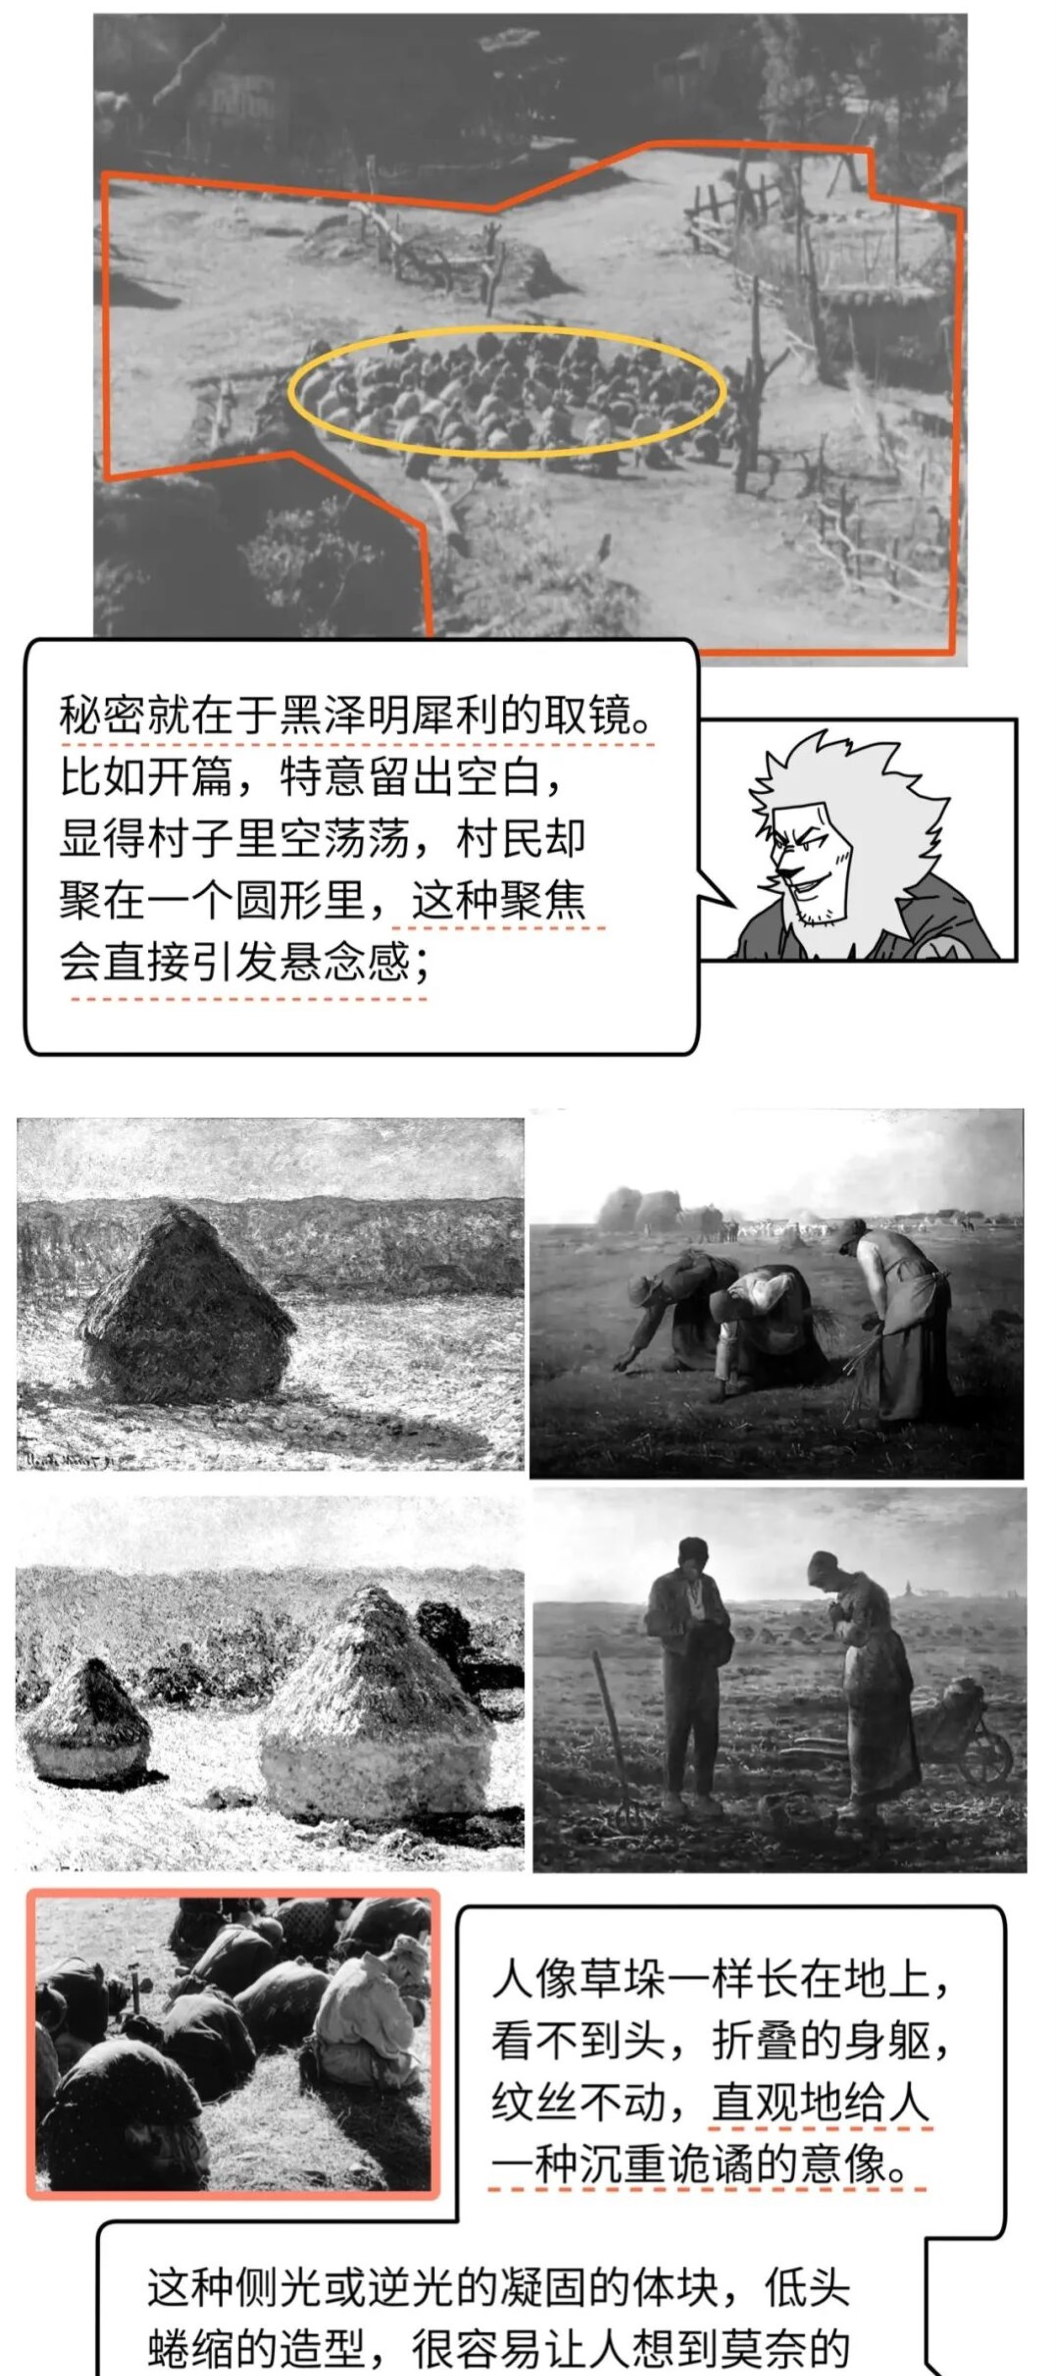 秘密就在于黑泽明犀利的取镜。
比如开篇，特意留出空白，
显得村子里空荡荡，村民却
聚在一个圆形里，这种聚焦
会直接引发悬念感；
人像草垛一样长在地上，
看不到头，折叠的身躯，
纹丝不动，直观地给人
一种沉重诡谲的意像。
这种侧光或逆光的凝固的体块，低头
蜷缩的造型，很容易让人想到莫奈的